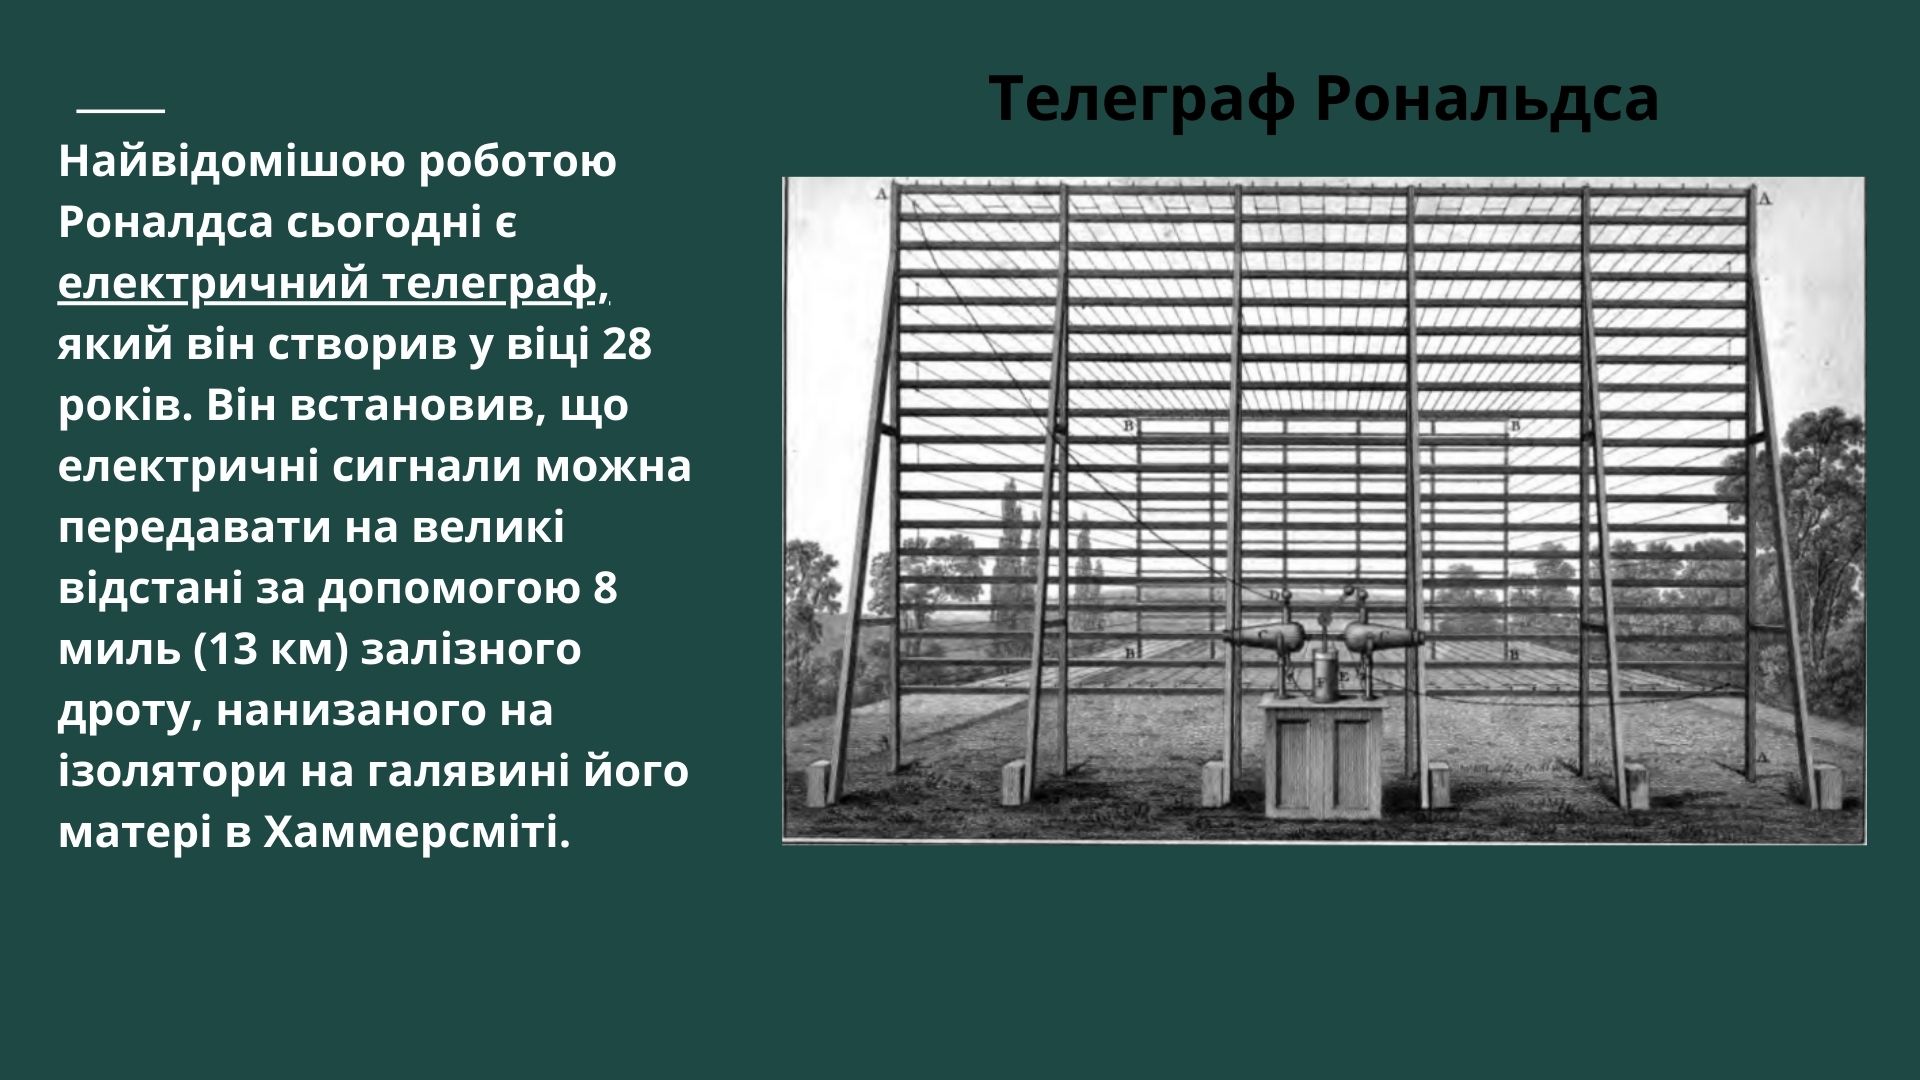 Телеграф Рональдса
Найвідомішою роботою
Роналдса сьогодні є
електричний телеграф,
який він створив у віці 28
років. Він встановив, що
електричні сигнали можна
передавати на великі
відстані за допомогою 8
миль (13 км) залізного
дроту, нанизаного на
ізолятори на галявині його
матері в Хаммерсміті.
A
A
B
B
D
C
C
E
F
B
B
A